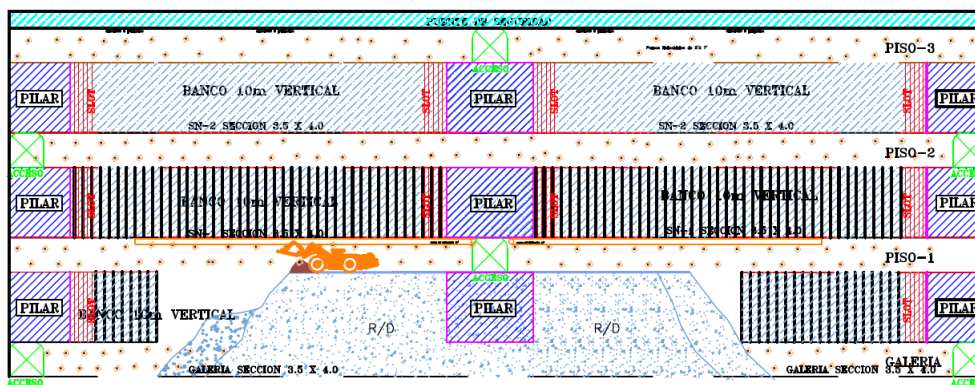 PUENTE DE SEGURIDAD
PISO-3
ACCESO
PILAR
SLOT
BANCO 10m VERTICAL
SLOT
PILAR
SLOT
BANCO 10m VERTICAL
SLOT
PILAR
SN-2 SECCION 3.5 X 4.0
SN-2 SECCION 3.5 X 4.0
PISO-2
ACCESO
ACCESO
PILAR
SLOT
BANCO 10m VERTICAL
SLOT
PILAR
SLOT
BANCO 10m VERTICAL
SLOT
PILAR
SN-1 SECCION 3.5 X 4.0
SN-1 SECCION 3.5 X 4.0
PISO-1
ACCESO
PILAR
SLOT
BANCO 10m VERTICAL
R/D
PILAR
R/D
SLOT
PILAR
GALERIA
GALERIA SECCION 3.5 X 4.0
GALERIA SECCION 3.5 X 4.0
ACCESO
ACCESO